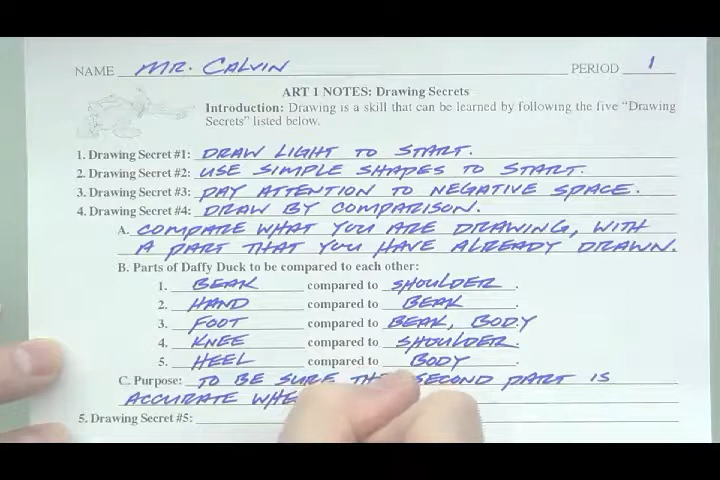 NAME MR. CALVIN PERIOD 1
ART 1 NOTES: Drawing Secrets
Introduction: Drawing is a skill that can be learned by following the five "Drawing
Secrets" listed below.
1. Drawing Secret #1: DRAW LIGHT TO START.
2. Drawing Secret #2: USE SIMPLE SHAPES TO START.
3. Drawing Secret #3: PAY ATTENTION TO NEGATIVE SPACE.
4. Drawing Secret #4: DRAW BY COMPARISON.
A. COMPARE WHAT YOU ARE DRAWING, WITH
A PART THAT YOU HAVE ALREADY DRAWN.
B. Parts of Daffy Duck to be compared to each other:
1. BEAK compared to SHOULDER.
2. HAND compared to BEAK.
3. FOOT compared to BEAK, BODY
4. KNEE compared to SHOULDER.
5. HEEL compared to BODY.
C. Purpose: TO BE SURE SECOND PART IS
ACCURATE
5. Drawing Secret #5: